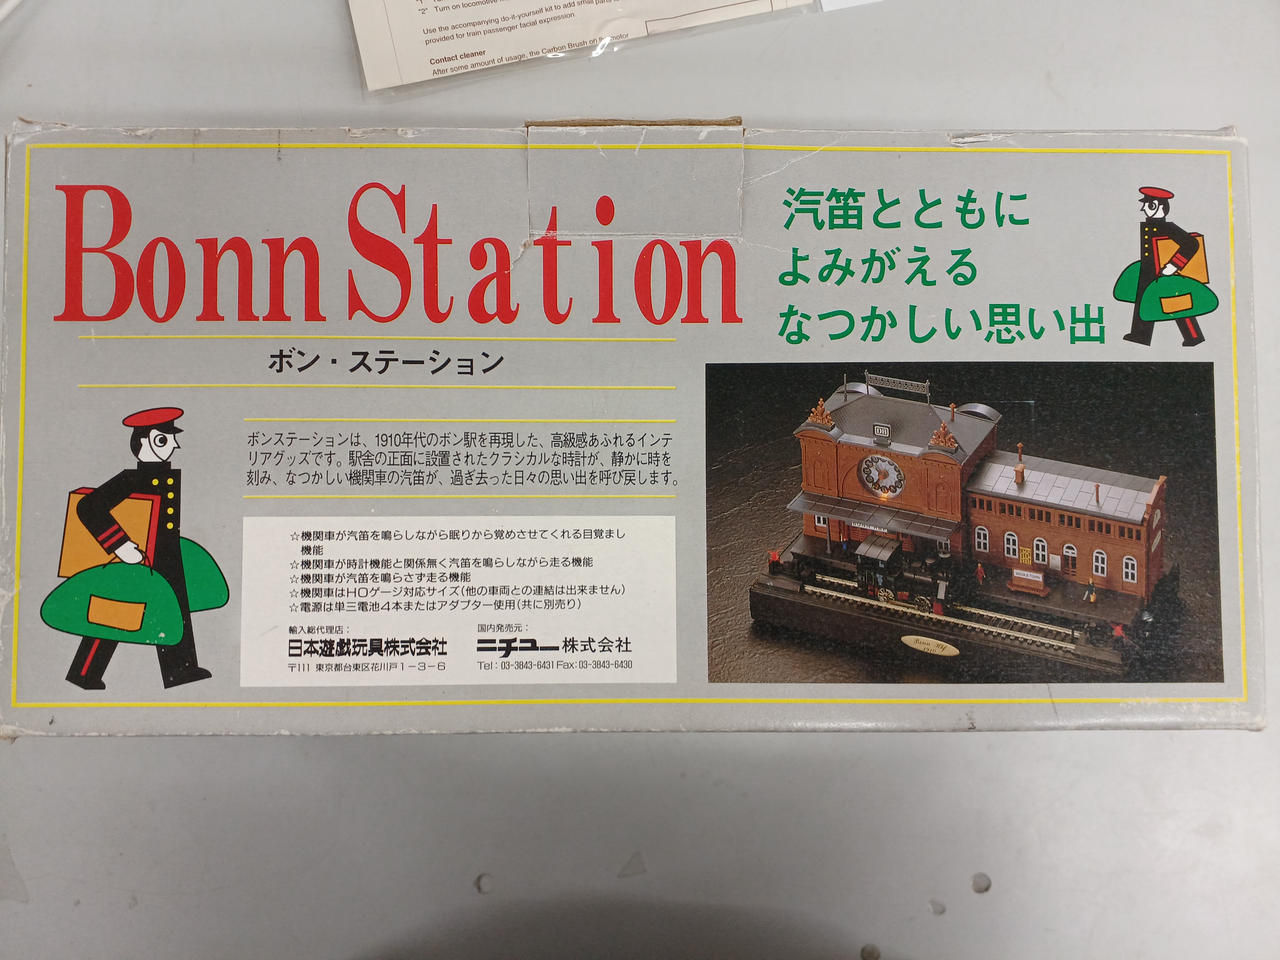 "2" Turn on locomotive
Use the accompanying do-it-yourself kit to add small parts
provided for train passenger facial expression
Contact cleaner
After some amount of usage, the Carbon Brush on the motor
Bonn Station
ボン・ステーション
汽笛とともに
よみがえる
なつかしい思い出
ボンステーションは、1910年代のボン駅を再現した、高級感あふれるインテ
リアグッズです。駅舎の正面に設置されたクラシカルな時計が、静かに時を
刻み、なつかしい機関車の汽笛が、過ぎ去った日々の思い出を呼び戻します。
☆機関車が汽笛を鳴らしながら眠りから覚めさせてくれる目覚まし
機能
☆機関車が時計機能と関係無く汽笛を鳴らしながら走る機能
☆機関車が汽笛を鳴らさず走る機能
☆機関車はHOゲージ対応サイズ(他の車両との連結は出来ません)
☆電源は単三電池4本またはアダプター使用(共に別売り)
輸入総代理店:
日本遊戯玩具株式会社
〒111 東京都台東区花川戸1-3-6
国内発売元:
ニチユー株式会社
Tel: 03-3843-6431 Fax: 03-3843-6430
DB
Bonn Hbf
1910